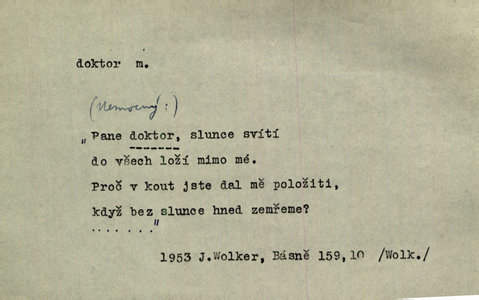 doktor m.
(Nemocný:)
„Pane doktor, slunce svítí
do všech loží mimo mé.
Proč v kout jste dal mě položiti,
když bez slunce hned zemřeme?
......."
1953 J.Wolker, Básně 159,10 /Wolk./